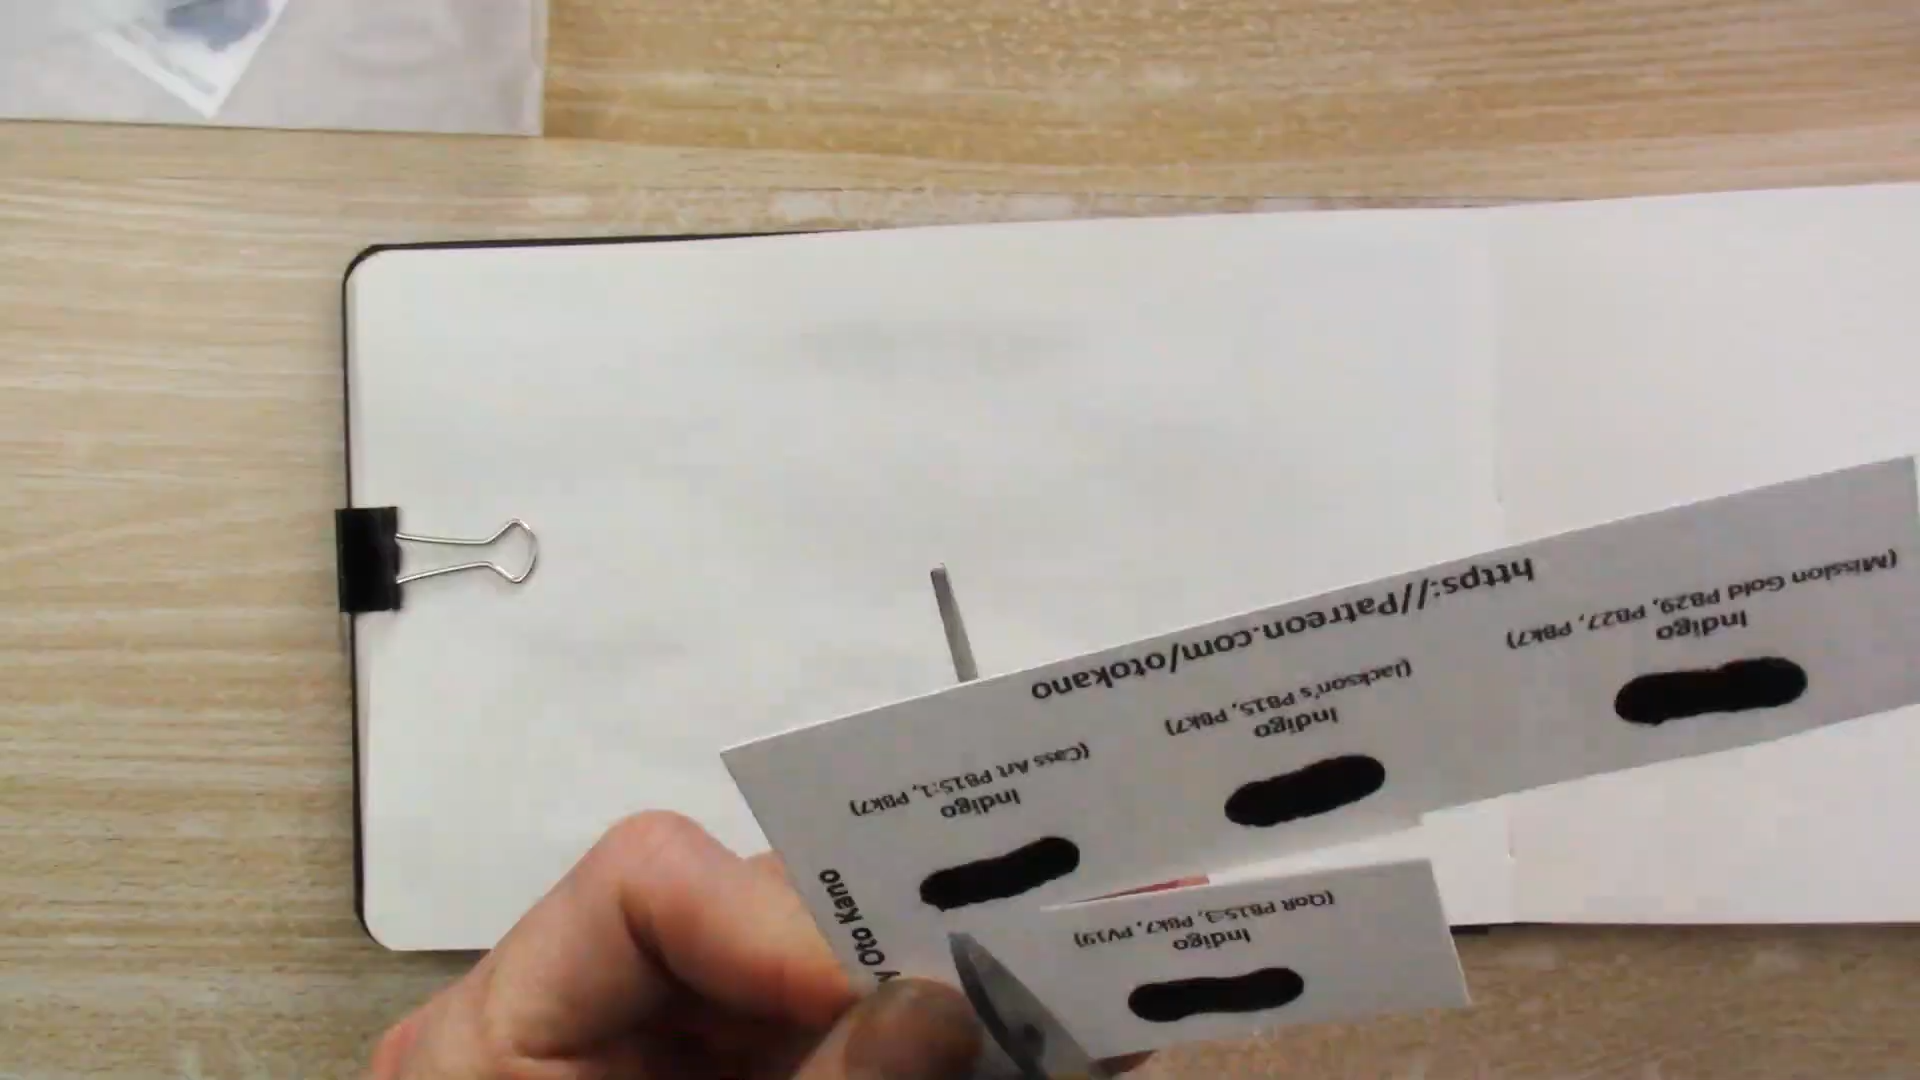 https://Patreon.com/otokano
Indigo
(Mission Gold PB27, PB29, PBk7)
Indigo
(Jackson's PB15, PBk7)
Indigo
(Cass Art PB15:1, PBk7)
Indigo
(QoR PB15:3, PBk7, PV19)
y Oto Kano